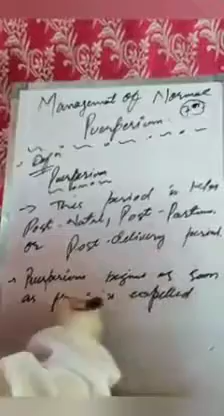 Management of Normal
Puerperium
Defn
Puerperium
→ This period is
Post-Natal, Post-Partum,
or Post-delivery period.
Puerperium begins as soon
as expelled